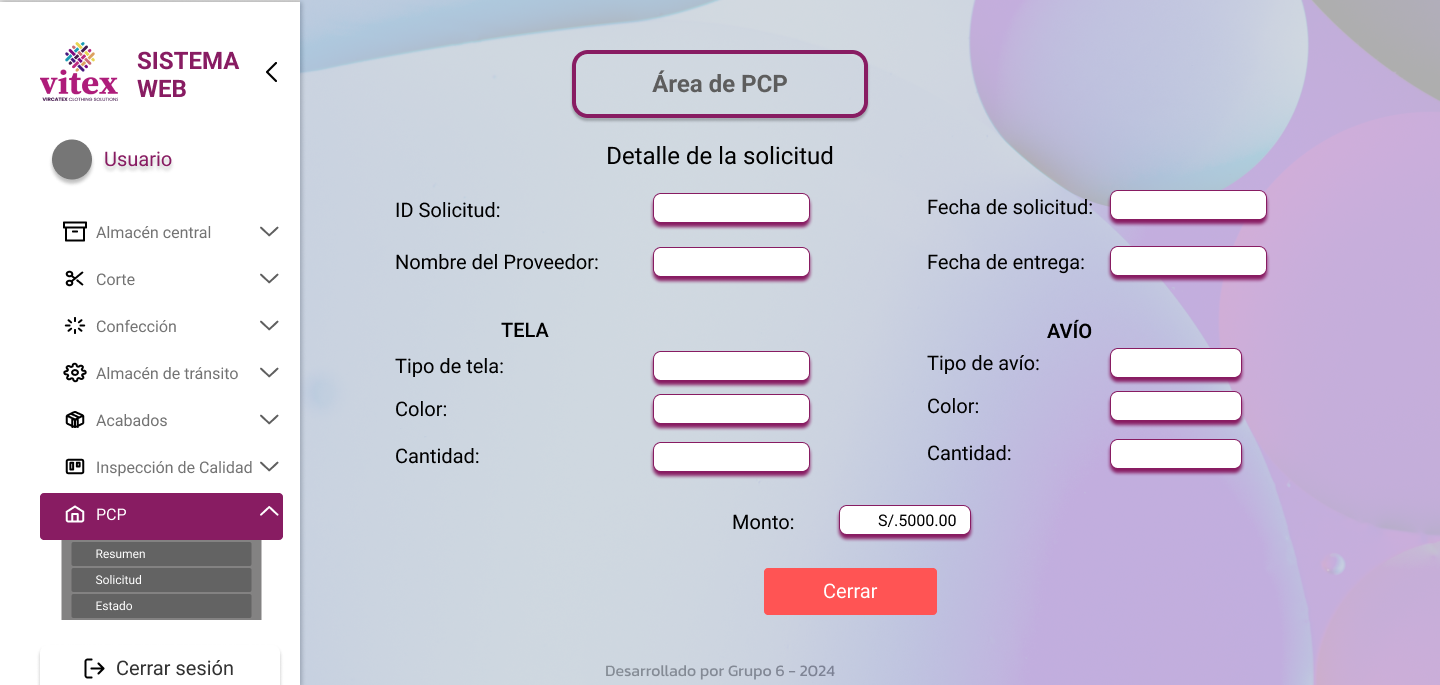 vitex
VIRCATEX CLOTHING SOLUTIONS
SISTEMA
WEB
Usuario
Almacén central
Corte
Confección
Almacén de tránsito
Acabados
Inspección de Calidad
PCP
Resumen
Solicitud
Estado
Cerrar sesión
Área de PCP
Detalle de la solicitud
ID Solicitud:
Fecha de solicitud:
Nombre del Proveedor:
Fecha de entrega:
TELA
AVÍO
Tipo de tela:
Tipo de avío:
Color:
Color:
Cantidad:
Cantidad:
Monto:
S/.5000.00
Cerrar
Desarrollado por Grupo 6 - 2024